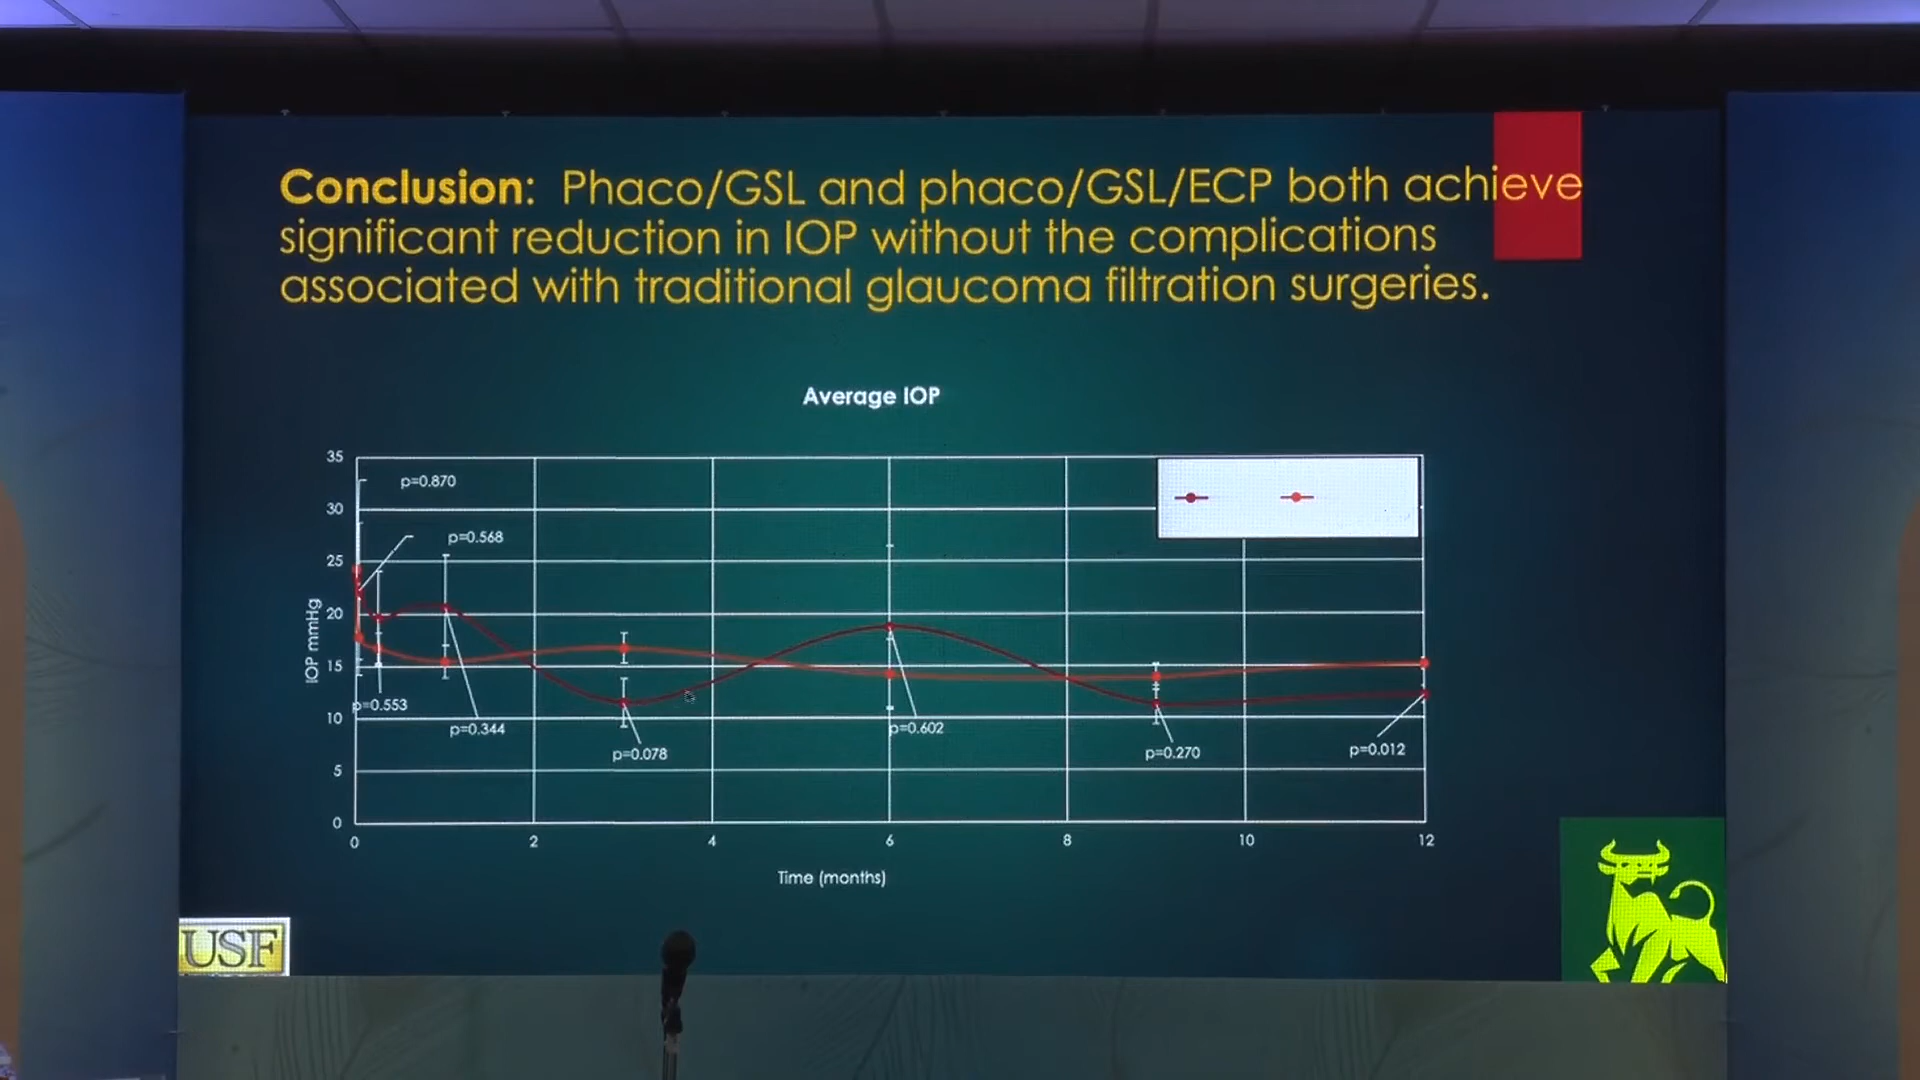 Conclusion: Phaco/GSL and phaco/GSL/ECP both achieve
significant reduction in IOP without the complications
associated with traditional glaucoma filtration surgeries.
Average IOP
35
p=0.870
30
p=0.568
25
20
IOP mmHg
15
p=0.553
10
p=0.344
p=0.602
p=0.078
p=0.270
p=0.012
5
0
0 2 4 6 8 10 12
Time (months)
USF